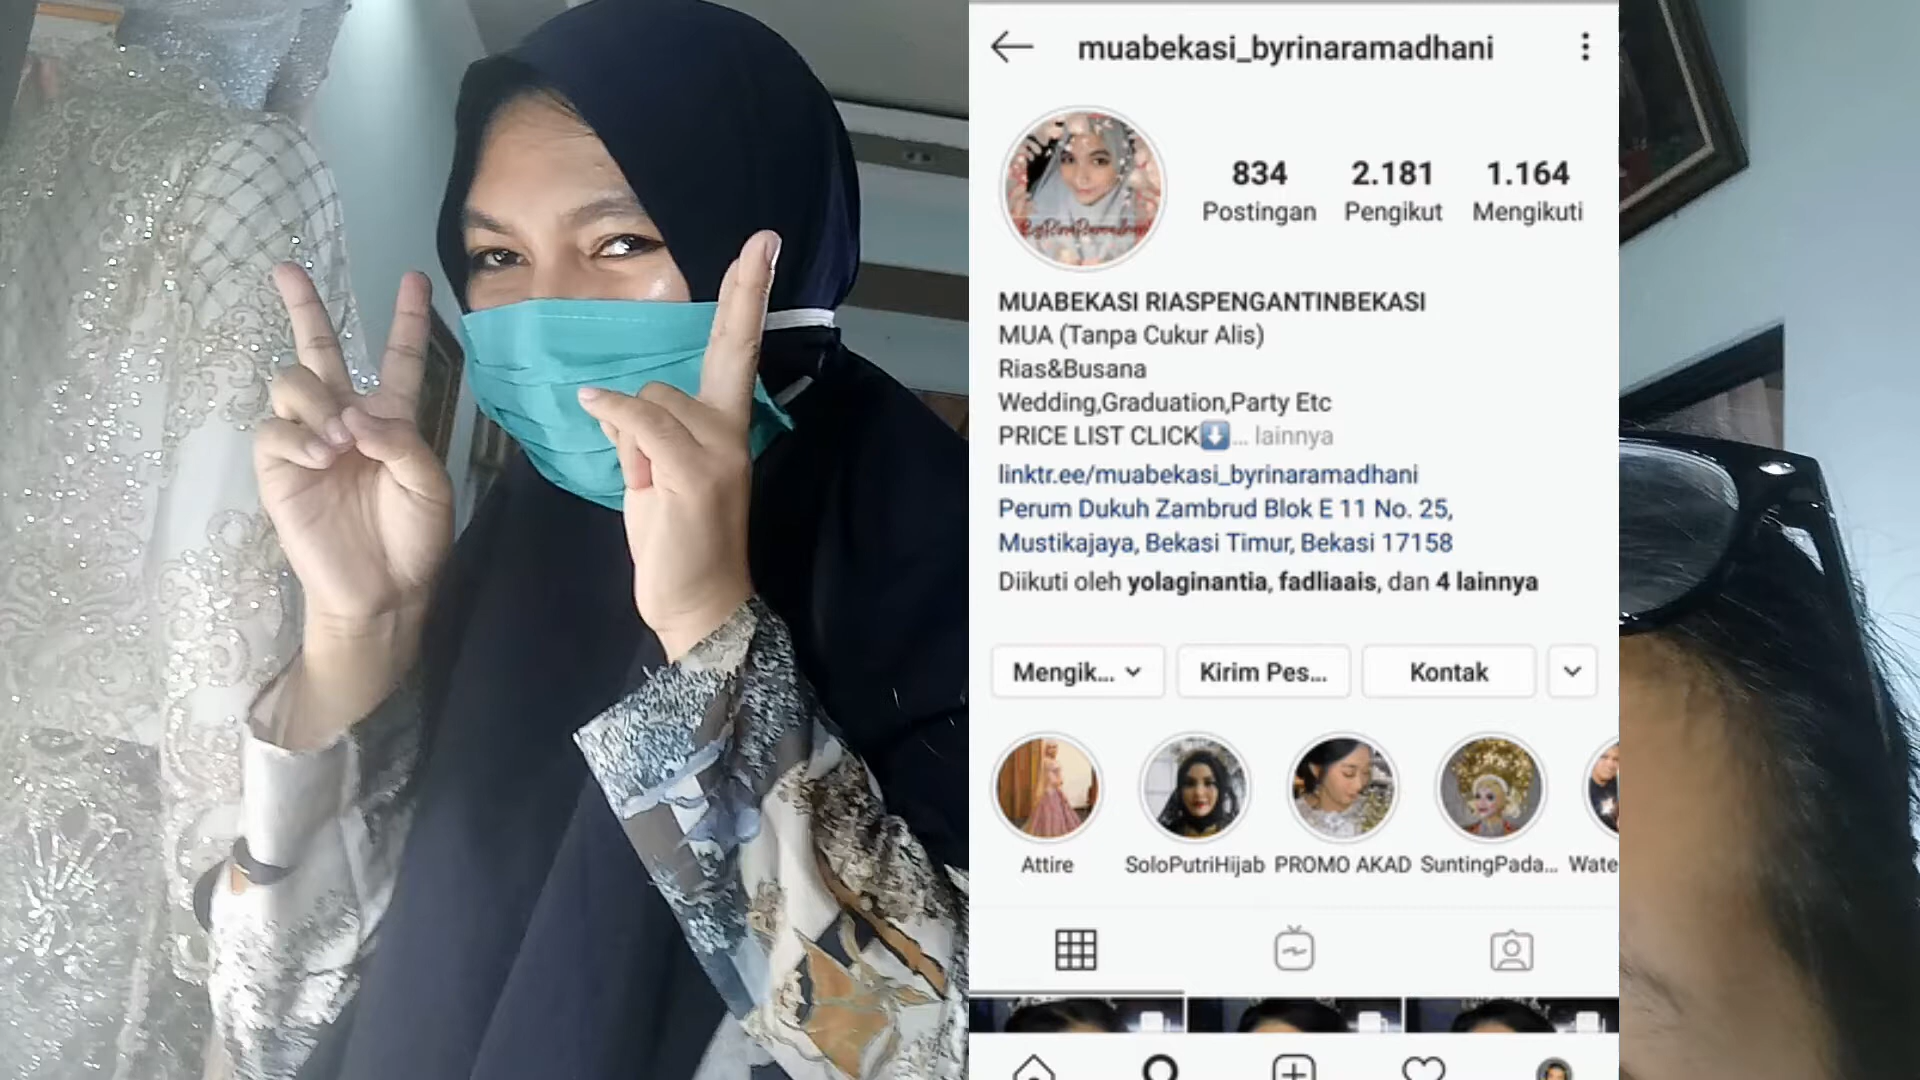 muabekasi_byrinaramadhani
834
Postingan
2.181
Pengikut
1.164
Mengikuti
MUABEKASI RIASPENGANTINBEKASI
MUA (Tanpa Cukur Alis)
Rias&Busana
Wedding,Graduation,Party Etc
PRICE LIST CLICK⬇️... lainnya
linktr.ee/muabekasi_byrinaramadhani
Perum Dukuh Zambrud Blok E 11 No. 25,
Mustikajaya, Bekasi Timur, Bekasi 17158
Diikuti oleh yolaginantia, fadliaais, dan 4 lainnya
Mengik...
Kirim Pes...
Kontak
Attire
SoloPutriHijab
PROMO AKAD
SuntingPada...
Wate